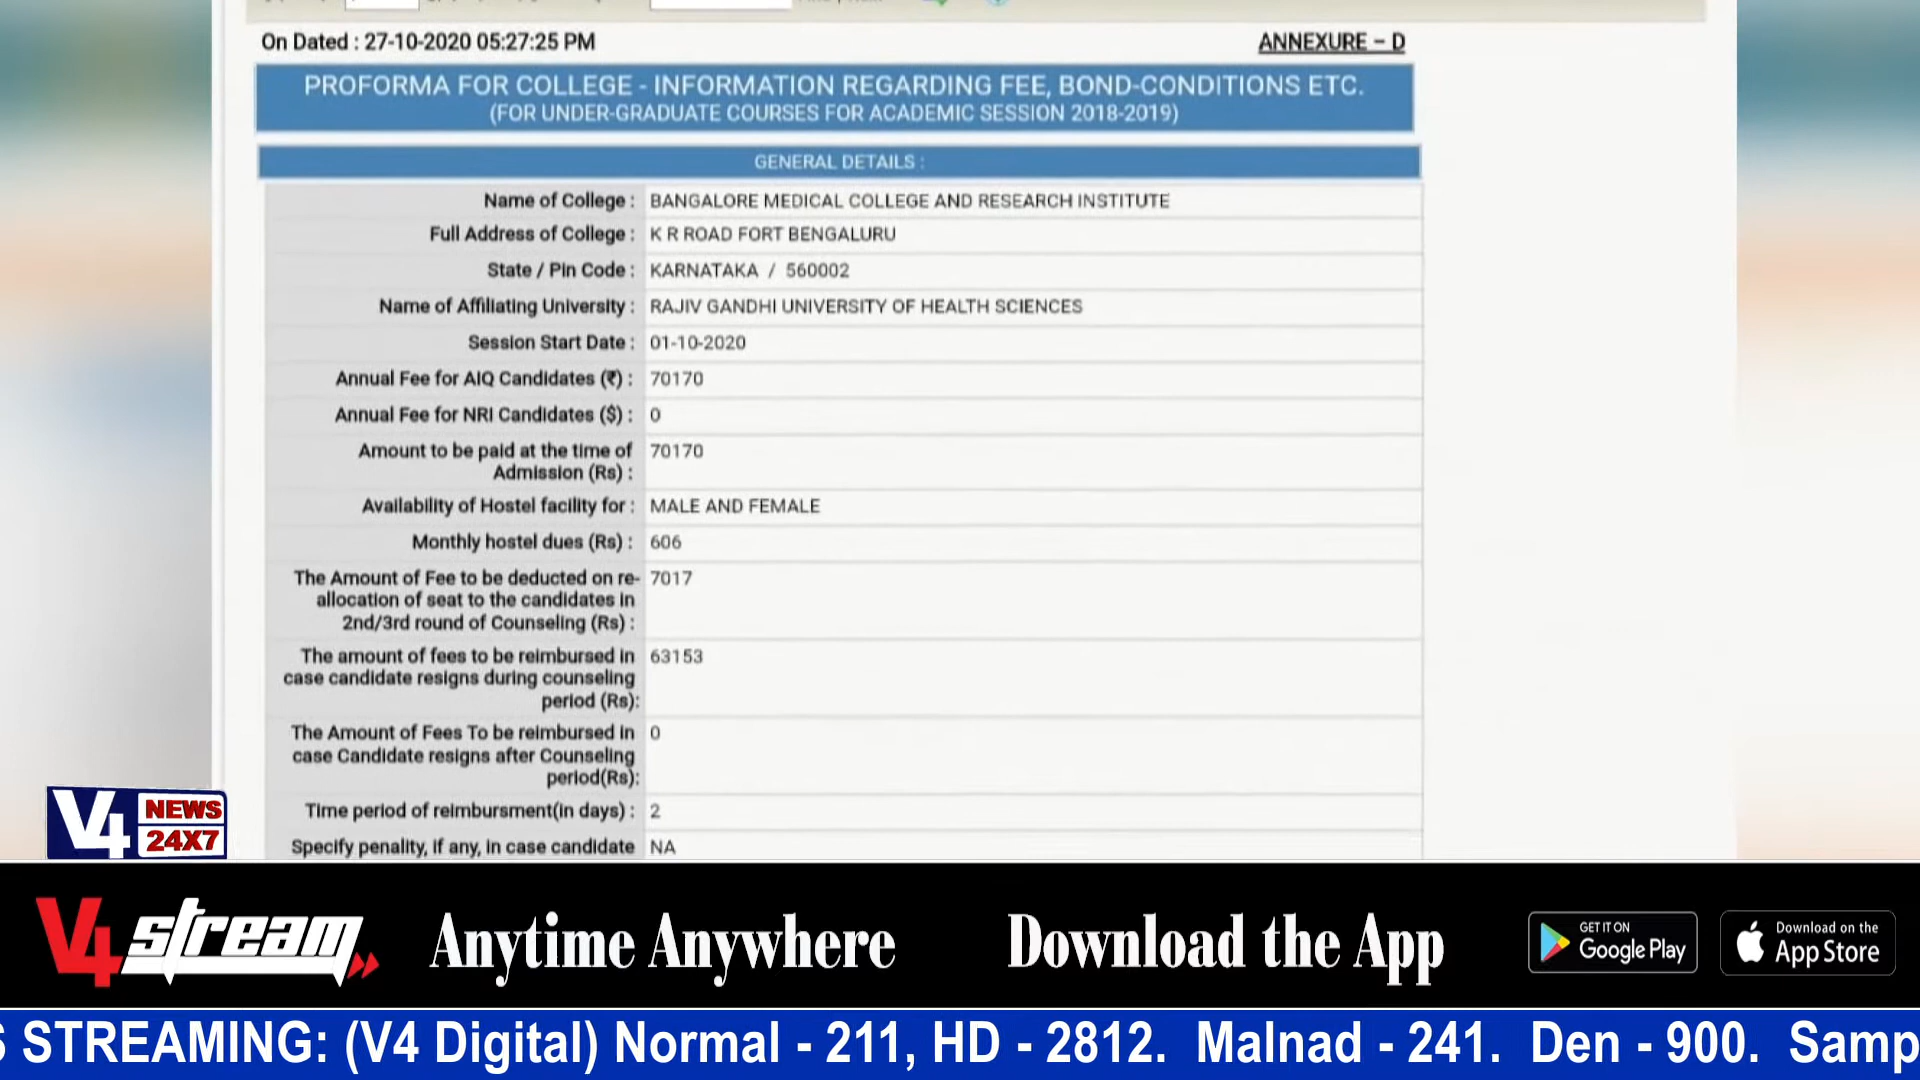 On Dated : 27-10-2020 05:27:25 PM
ANNEXURE – D
PROFORMA FOR COLLEGE - INFORMATION REGARDING FEE, BOND-CONDITIONS ETC.
(FOR UNDER-GRADUATE COURSES FOR ACADEMIC SESSION 2018-2019)
GENERAL DETAILS :
Name of College : BANGALORE MEDICAL COLLEGE AND RESEARCH INSTITUTE
Full Address of College : K R ROAD FORT BENGALURU
State / Pin Code : KARNATAKA / 560002
Name of Affiliating University : RAJIV GANDHI UNIVERSITY OF HEALTH SCIENCES
Session Start Date : 01-10-2020
Annual Fee for AIQ Candidates (₹) : 70170
Annual Fee for NRI Candidates ($) : 0
Amount to be paid at the time of 70170
Admission (Rs) :
Availability of Hostel facility for : MALE AND FEMALE
Monthly hostel dues (Rs) : 606
The Amount of Fee to be deducted on re- 7017
allocation of seat to the candidates in
2nd/3rd round of Counseling (Rs) :
The amount of fees to be reimbursed in 63153
case candidate resigns during counseling
period (Rs):
The Amount of Fees To be reimbursed in 0
case Candidate resigns after Counseling
period(Rs):
Time period of reimbursment(in days) : 2
Specify penality, if any, in case candidate NA
V4 NEWS
24X7
V4 stream Anytime Anywhere Download the App
GET IT ON
Google Play
Download on the
App Store
S STREAMING: (V4 Digital) Normal - 211, HD - 2812. Malnad - 241. Den - 900. Samp